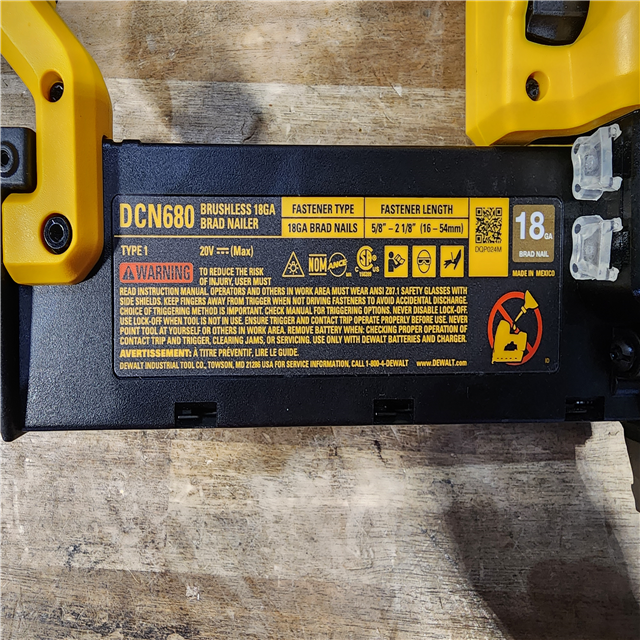 DCN680 BRUSHLESS 18GA
BRAD NAILER
FASTENER TYPE FASTENER LENGTH
18GA BRAD NAILS 5/8" – 2 1/8" (16 – 54mm)
DQP024M
18GA
BRAD NAIL
TYPE 1 20V ⎓ (Max)
MADE IN MEXICO
NOM ANCE
⚠WARNING TO REDUCE THE RISK
OF INJURY, USER MUST
READ INSTRUCTION MANUAL. OPERATORS AND OTHERS IN WORK AREA MUST WEAR ANSI Z87.1 SAFETY GLASSES WITH
SIDE SHIELDS. KEEP FINGERS AWAY FROM TRIGGER WHEN NOT DRIVING FASTENERS TO AVOID ACCIDENTAL DISCHARGE.
CHOICE OF TRIGGERING METHOD IS IMPORTANT. CHECK MANUAL FOR TRIGGERING OPTIONS. NEVER DISABLE LOCK-OFF.
USE LOCK-OFF WHEN TOOL IS NOT IN USE. ENSURE TRIGGER AND CONTACT TRIP OPERATE PROPERLY BEFORE USE. NEVER
POINT TOOL AT YOURSELF OR OTHERS IN WORK AREA. REMOVE BATTERY WHEN: CHECKING PROPER OPERATION OF
CONTACT TRIP AND TRIGGER, CLEARING JAMS, OR SERVICING. USE ONLY WITH DEWALT BATTERIES AND CHARGER.
AVERTISSEMENT: À TITRE PRÉVENTIF, LIRE LE GUIDE.
DEWALT INDUSTRIAL TOOL CO., TOWSON, MD 21286 USA FOR SERVICE INFORMATION, CALL 1-800-4-DEWALT www.DEWALT.com